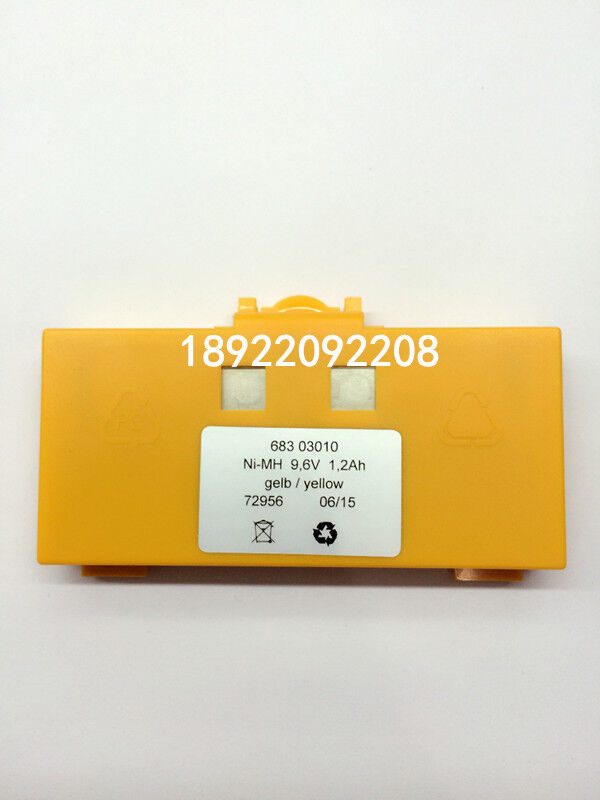 18922092208
683 03010
Ni-MH 9,6V 1,2Ah
gelb / yellow
72956 06/15